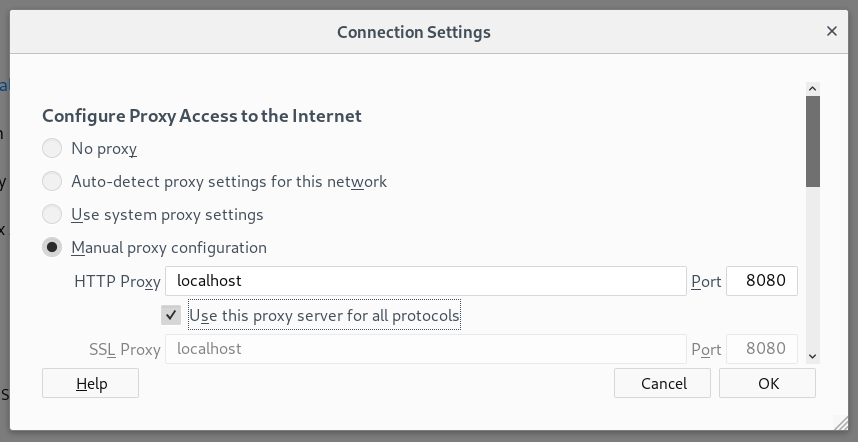 Connection Settings
Configure Proxy Access to the Internet
No proxy
Auto-detect proxy settings for this network
Use system proxy settings
Manual proxy configuration
HTTP Proxy localhost Port 8080
Use this proxy server for all protocols
SSL Proxy localhost Port 8080
Help Cancel OK